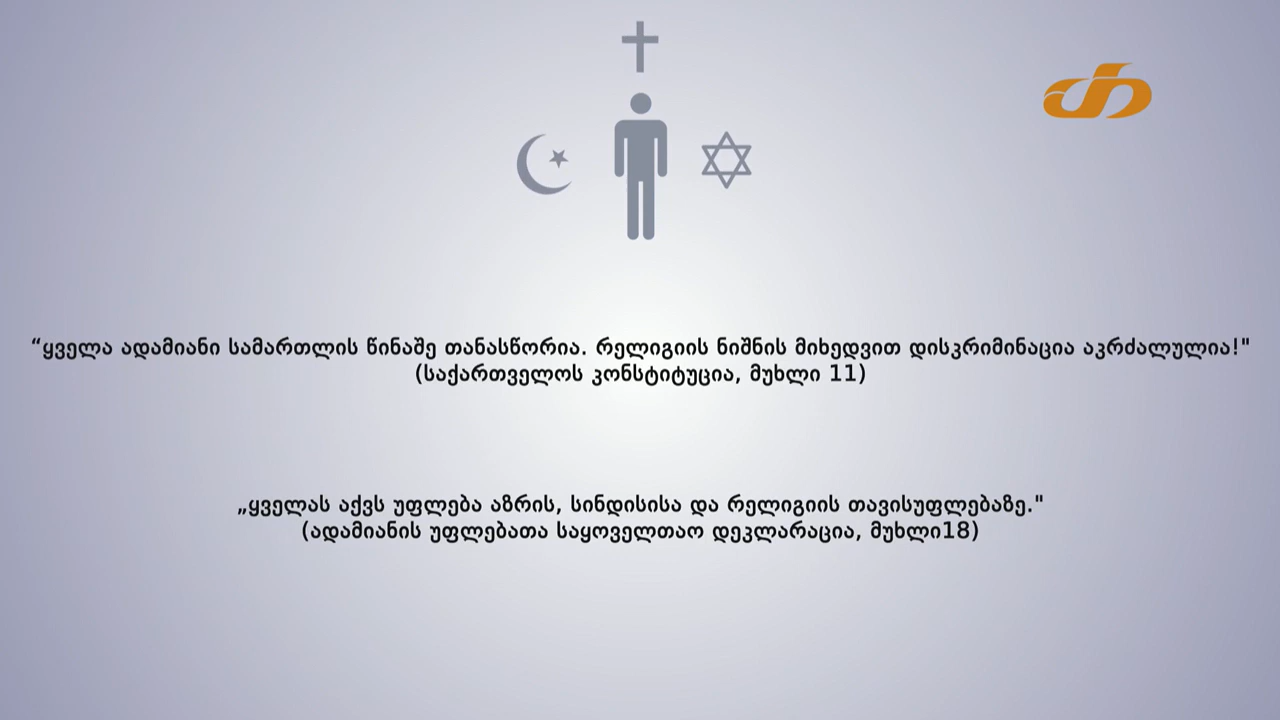 “ყველა ადამიანი სამართლის წინაშე თანასწორია. რელიგიის ნიშნის მიხედვით დისკრიმინაცია აკრძალულია!"
(საქართველოს კონსტიტუცია, მუხლი 11)
„ყველას აქვს უფლება აზრის, სინდისისა და რელიგიის თავისუფლებაზე."
(ადამიანის უფლებათა საყოველთაო დეკლარაცია, მუხლი18)